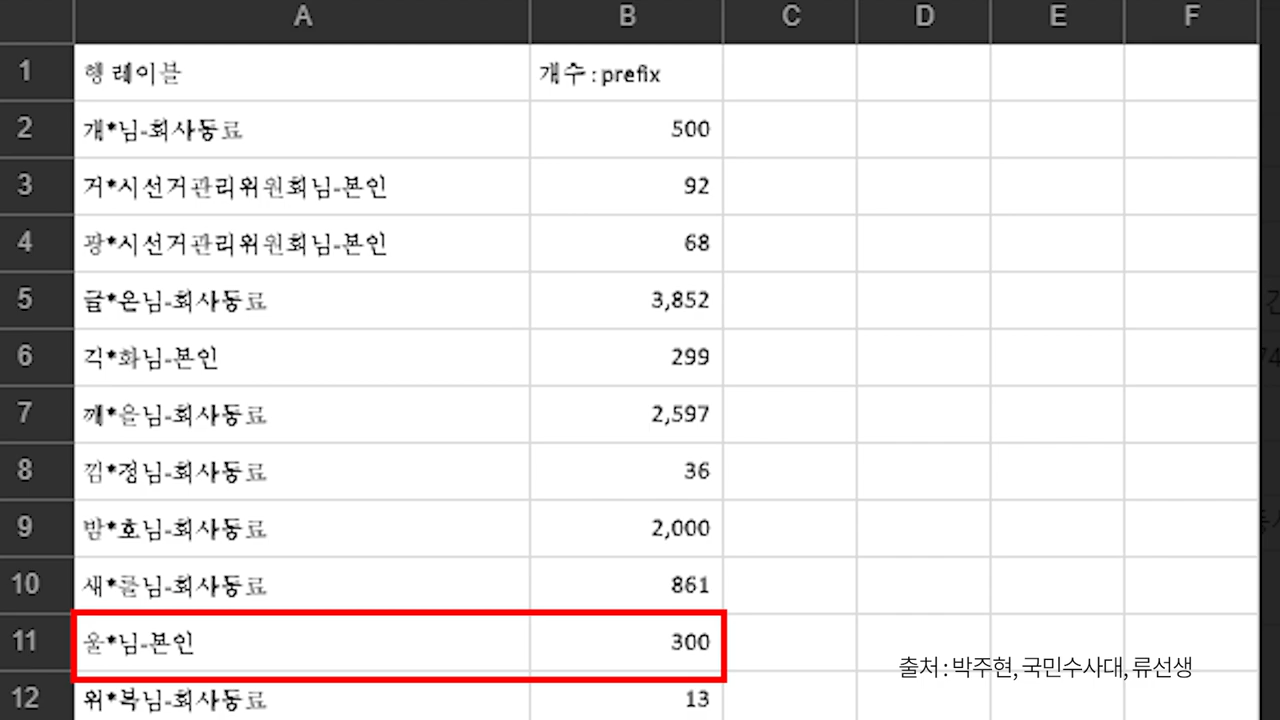 A B C D E F
1 행 레이블 개수 : prefix
2 개*님-회사동료 500
3 거*시선거관리위원회님-본인 92
4 광*시선거관리위원회님-본인 68
5 글*은님-회사동료 3,852
6 긱*화님-본인 299
7 깨*을님-회사동료 2,597
8 낌*정님-회사동료 36
9 밤*호님-회사동료 2,000
10 새*님-회사동료 861
11 울*님-본인 300
12 위*복님-회사동료 13
출처 : 박주현, 국민수사대, 류선생